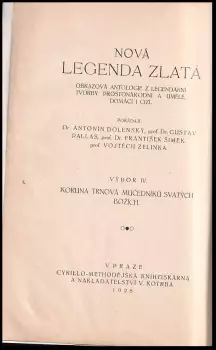 NOVÁ
LEGENDA ZLATÁ
OBRAZOVÁ ANTOLOGIE Z LEGENDÁRNÍ
TVORBY PROSTONÁRODNÍ A UMĚLÉ,
DOMÁCÍ I CIZÍ.
POŘÁDAJÍ
Dr. ANTONÍN DOLENSKÝ, prof. Dr. GUSTAV
PALLAS, prof. Dr. FRANTIŠEK ŠIMEK,
prof. VOJTĚCH ZELINKA
VÝBOR IV.
KORUNA TRNOVÁ MUČEDNÍKŮ SVATÝCH
BOŽÍCH.
V PRAZE
CYRILLO-METHODĚJSKÁ KNIHTISKÁRNA
A NAKLADATELSTVÍ V. KOTRBA
1928